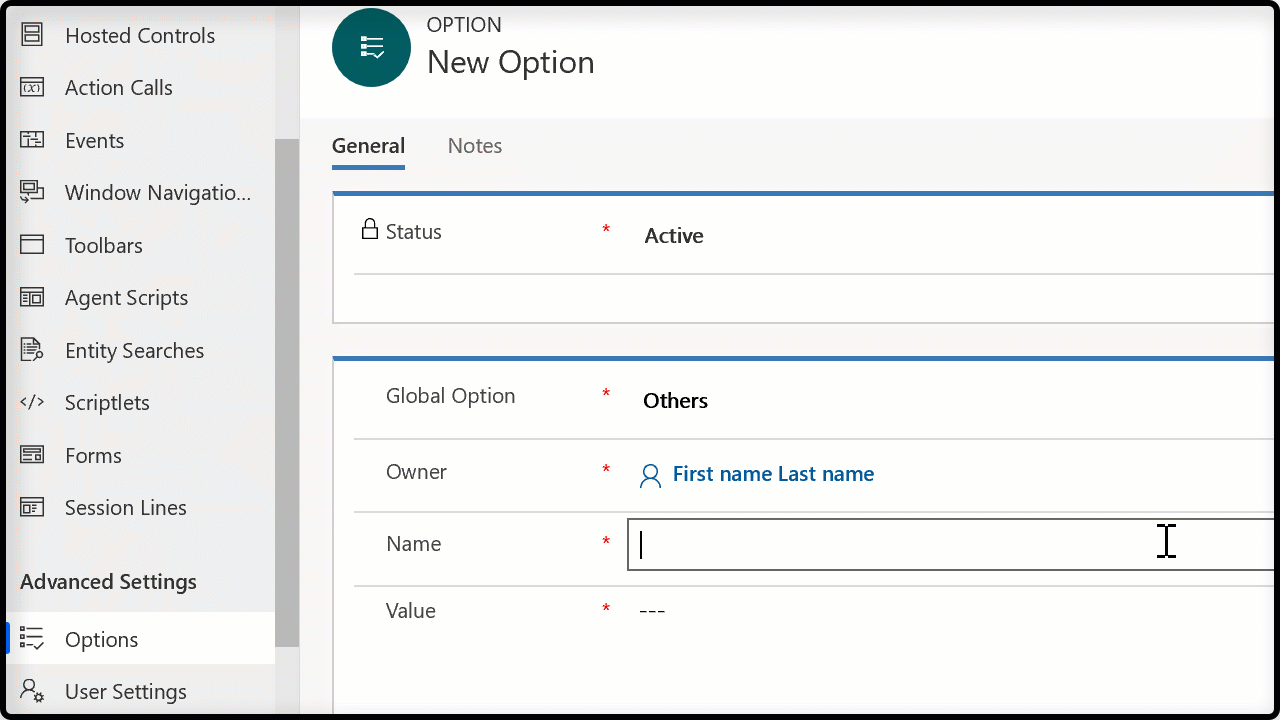 Hosted Controls
Action Calls
Events
Window Navigatio...
Toolbars
Agent Scripts
Entity Searches
Scriptlets
Forms
Session Lines
Advanced Settings
Options
User Settings
OPTION
New Option
General Notes
Status * Active
Global Option * Others
Owner * First name Last name
Name *
Value * ---